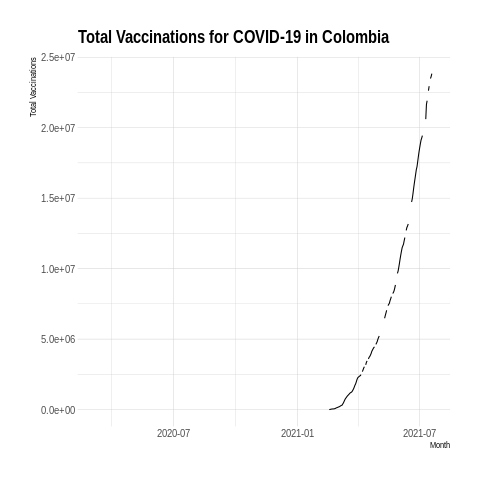 Total Vaccinations for COVID-19 in Colombia
Total Vaccinations
2.5e+07
2.0e+07
1.5e+07
1.0e+07
5.0e+06
0.0e+00
2020-07 2021-01 2021-07
Month